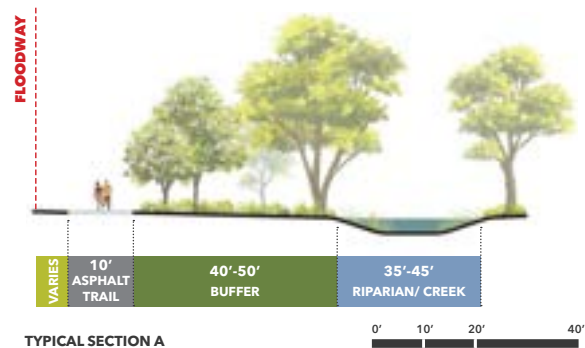 FLOODWAY
VARIES
10'
ASPHALT
TRAIL
40'-50'
BUFFER
35'-45'
RIPARIAN/ CREEK
TYPICAL SECTION A
0' 10' 20' 40'